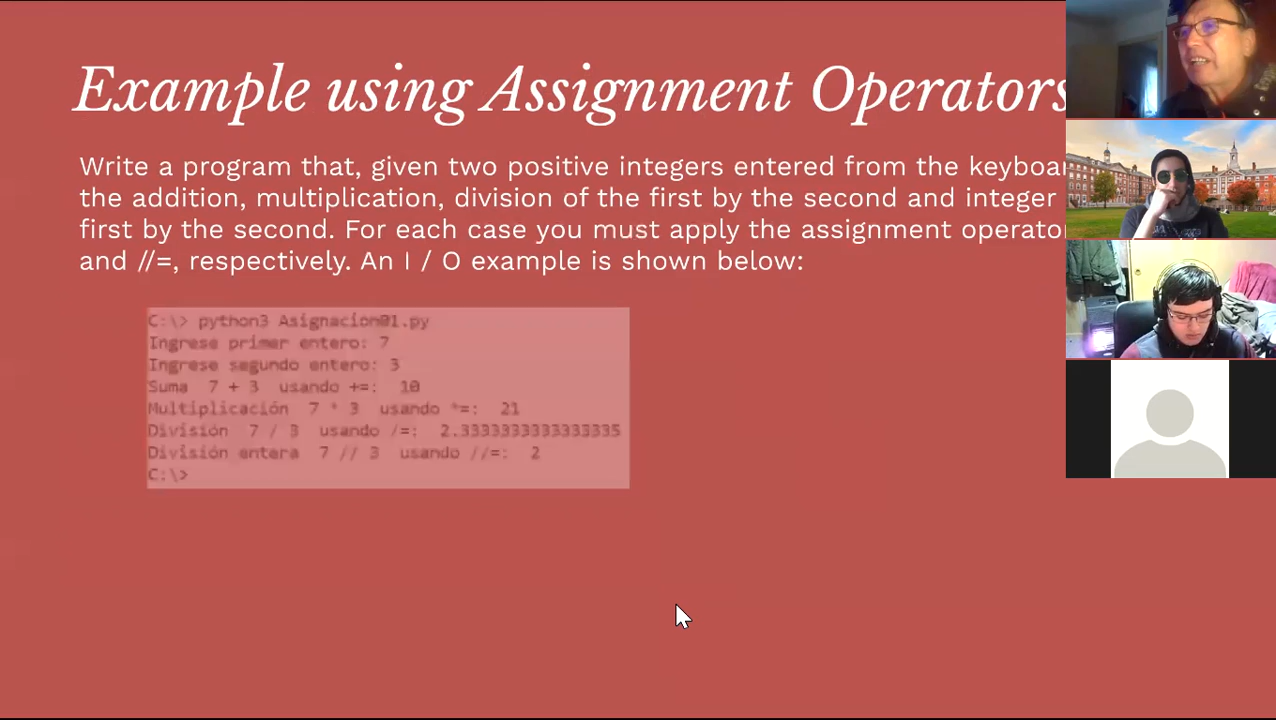 Example using Assignment Operators
Write a program that, given two positive integers entered from the
the addition, multiplication, division of the first by the second and integer
first by the second. For each case you must apply the assignment
and //=, respectively. An I / O example is shown below:
C:\> python3 Asignacion01.py
Ingrese primer entero: 7
Ingrese segundo entero: 3
Suma 7 + 3 usando +=: 10
Multiplicación 7 * 3 usando *=: 21
División 7 / 3 usando /=: 2.3333333333333335
División entera 7 // 3 usando //=: 2
C:\>